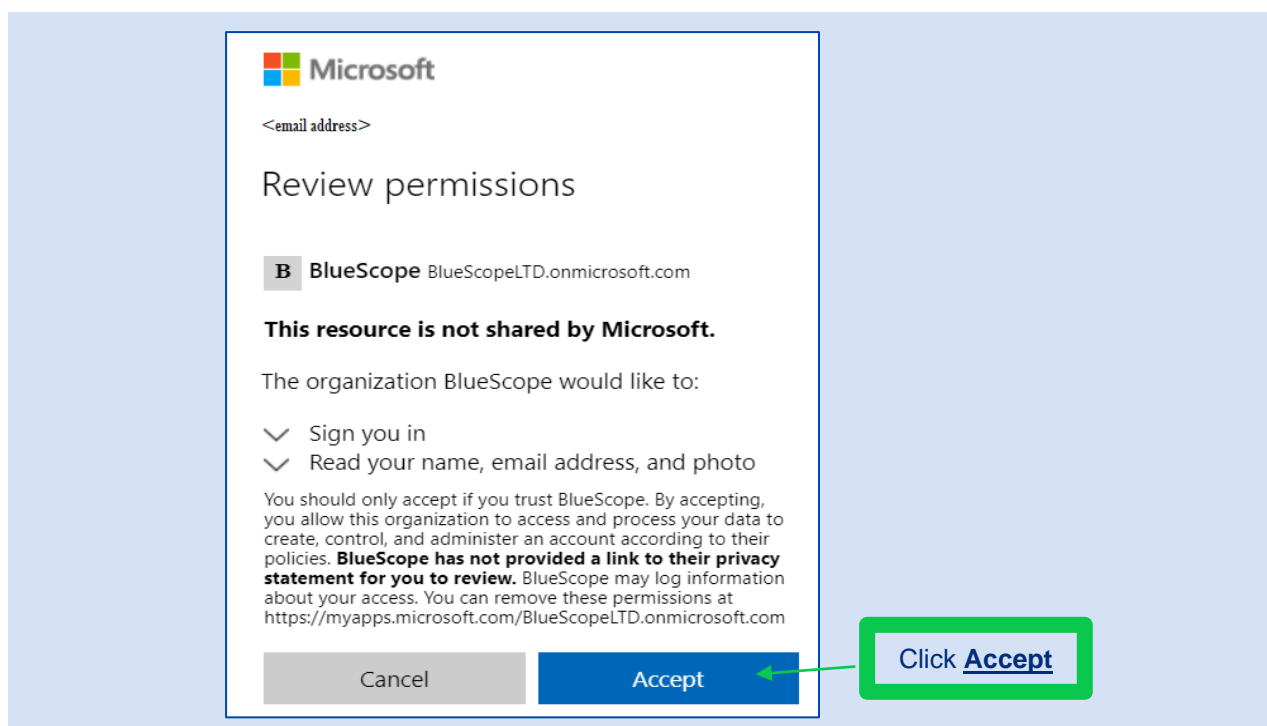 Microsoft
<email address>
Review permissions
B BlueScope BlueScopeLTD.onmicrosoft.com
This resource is not shared by Microsoft.
The organization BlueScope would like to:
Sign you in
Read your name, email address, and photo
You should only accept if you trust BlueScope. By accepting,
you allow this organization to access and process your data to
create, control, and administer an account according to their
policies. BlueScope has not provided a link to their privacy
statement for you to review. BlueScope may log information
about your access. You can remove these permissions at
https://myapps.microsoft.com/BlueScopeLTD.onmicrosoft.com
Cancel Accept
Click Accept